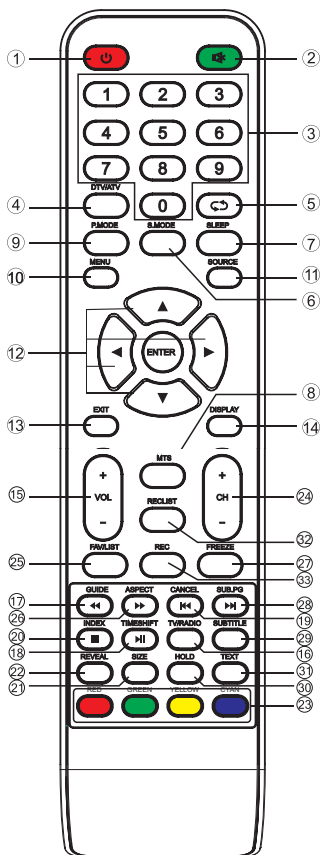 ① ②
1 2 3
③
4 5 6
7 8 9
DTV/ATV
④ 0 ⑤
P.MODE S.MODE SLEEP
⑨ ⑦
MENU SOURCE
⑩ ⑪
⑥
⑫ ENTER
⑧
EXIT DISPLAY
⑬ ⑭
MTS
+ +
⑮ VOL CH ㉔
RECLIST
- -
㉜
FAV/LIST REC FREEZE
㉕ ㉗
㉝
GUIDE ASPECT CANCEL SUB.PG
⑰ ㉘
㉖ ⑲
INDEX TIMESHIFT TV/RADIO SUBTITLE
⑳ ㉙
⑱ ⑯
REVEAL SIZE HOLD TEXT
㉒ ㉛
㉑ ㉚
RED GREEN YELLOW CYAN
㉓